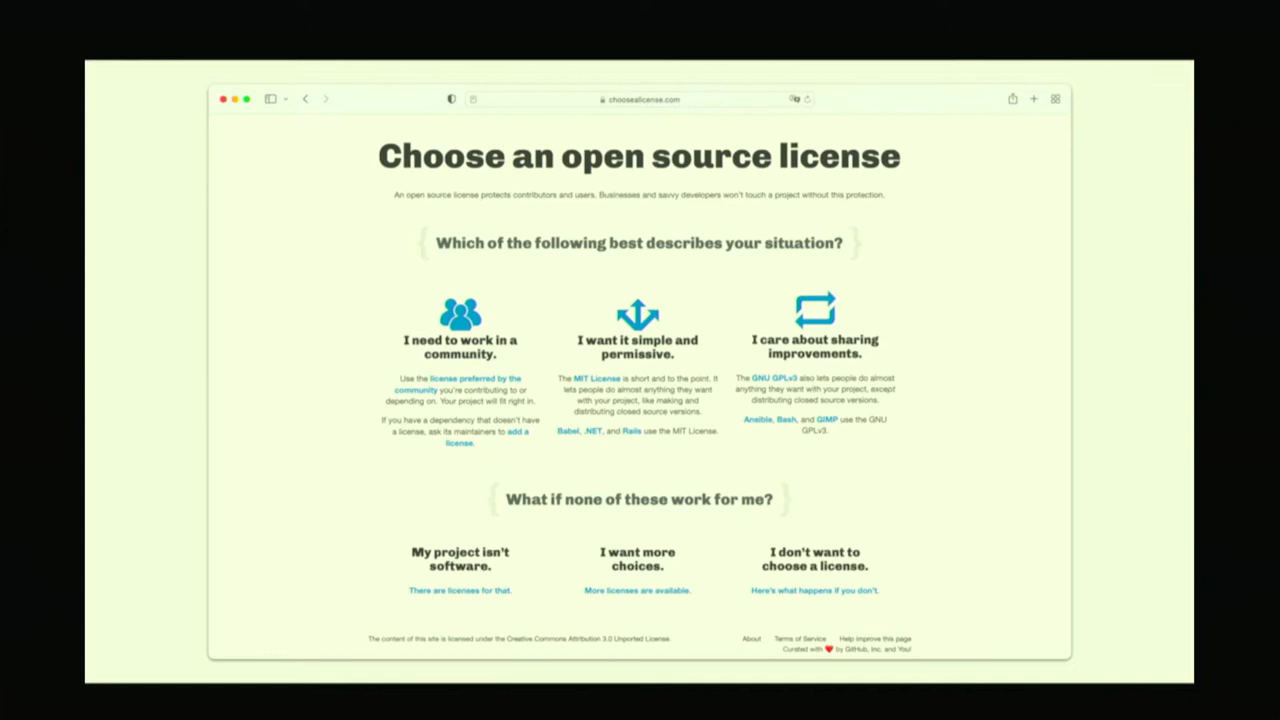 choosealicense.com
Choose an open source license
An open source license protects contributors and users. Businesses and savvy developers won't touch a project without this protection.
{ Which of the following best describes your situation? }
I need to work in a
community.
Use the license preferred by the
community you're contributing to or
depending on. Your project will fit right in.
If you have a dependency that doesn't have
a license, ask its maintainers to add a
license.
I want it simple and
permissive.
The MIT License is short and to the point. It
lets people do almost anything they want
with your project, like making and
distributing closed source versions.
Babel, .NET, and Rails use the MIT License.
I care about sharing
improvements.
The GNU GPLv3 also lets people do almost
anything they want with your project, except
distributing closed source versions.
Ansible, Bash, and GIMP use the GNU
GPLv3.
{ What if none of these work for me? }
My project isn't
software.
There are licenses for that.
I want more
choices.
More licenses are available.
I don't want to
choose a license.
Here's what happens if you don't.
The content of this site is licensed under the Creative Commons Attribution 3.0 Unported License.
About Terms of Service Help improve this page
Curated with ❤️ by GitHub, Inc. and You!